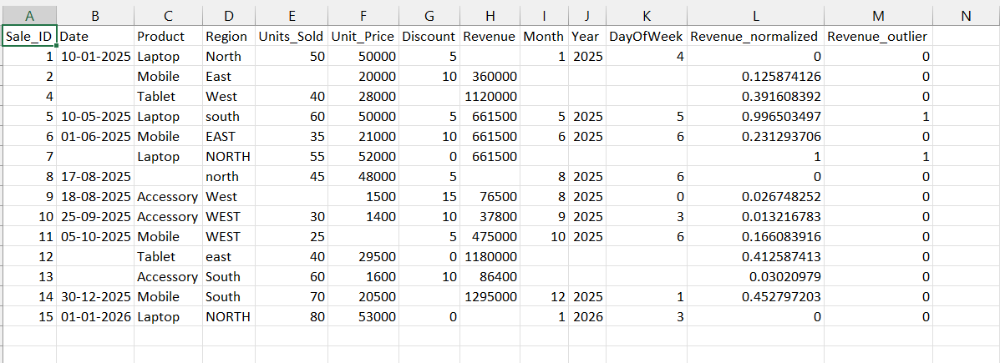 A B C D E F G H I J K L M N
Sale_ID Date Product Region Units_Sold Unit_Price Discount Revenue Month Year DayOfWeek Revenue_normalized Revenue_outlier
1 10-01-2025 Laptop North 50 50000 5 1 2025 4 0 0
2 Mobile East 20000 10 360000 0.125874126 0
4 Tablet West 40 28000 1120000 0.391608392 0
5 10-05-2025 Laptop south 60 50000 5 661500 5 2025 5 0.996503497 1
6 01-06-2025 Mobile EAST 35 21000 10 661500 6 2025 6 0.231293706 0
7 Laptop NORTH 55 52000 0 661500 1 1
8 17-08-2025 north 45 48000 5 8 2025 6 0 0
9 18-08-2025 Accessory West 1500 15 76500 8 2025 0 0.026748252 0
10 25-09-2025 Accessory WEST 30 1400 10 37800 9 2025 3 0.013216783 0
11 05-10-2025 Mobile WEST 25 5 475000 10 2025 6 0.166083916 0
12 Tablet east 40 29500 0 1180000 0.412587413 0
13 Accessory South 60 1600 10 86400 0.03020979 0
14 30-12-2025 Mobile South 70 20500 1295000 12 2025 1 0.452797203 0
15 01-01-2026 Laptop NORTH 80 53000 0 1 2026 3 0 0